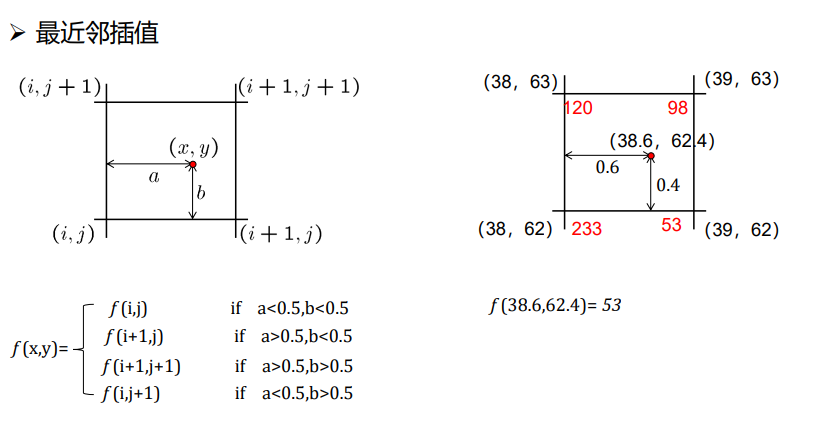 ➢ 最近邻插值
(i, j + 1)
(i + 1, j + 1)
(x, y)
a
b
(i, j)
(i + 1, j)
(38, 63)
(39, 63)
120
98
(38.6, 62.4)
0.6
0.4
(38, 62)
233
53
(39, 62)
f(x,y)=
f(i,j) if a<0.5,b<0.5
f(i+1,j) if a>0.5,b<0.5
f(i+1,j+1) if a>0.5,b>0.5
f(i,j+1) if a<0.5,b>0.5
f(38.6,62.4)= 53